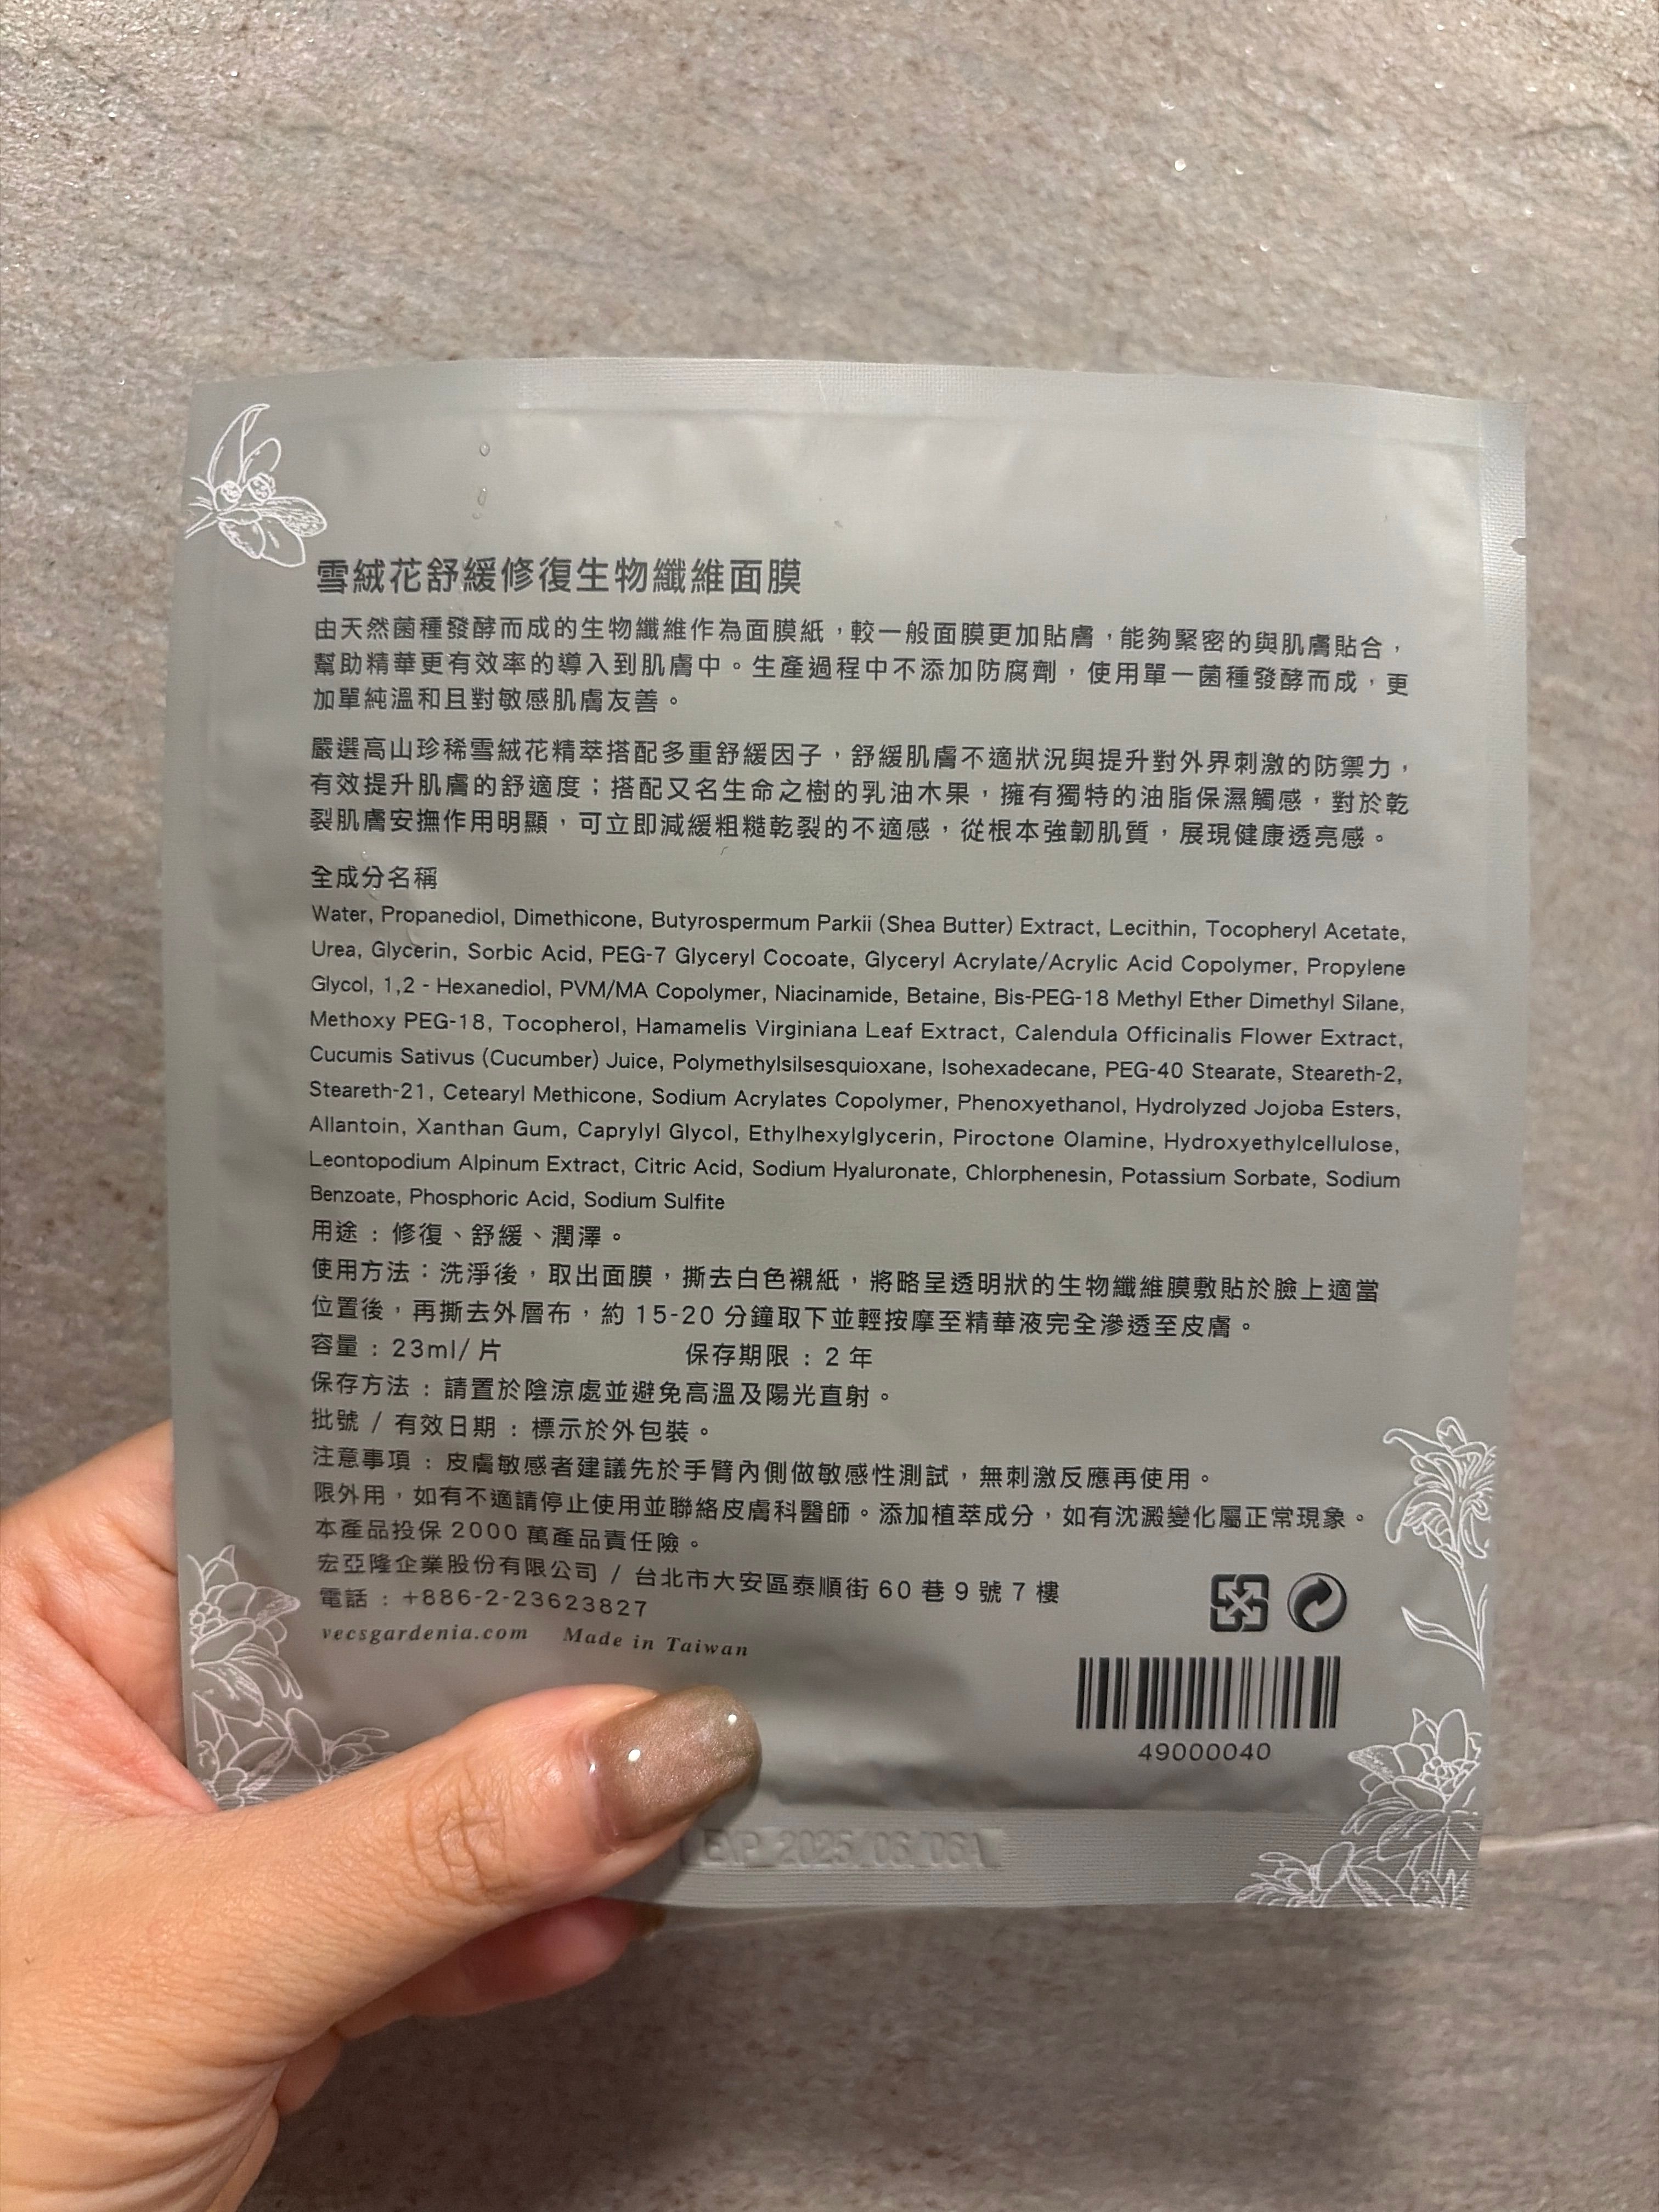 雪絨花舒緩修復生物纖維面膜
由天然菌種發酵而成的生物纖維作為面膜紙，較一般面膜更加貼膚，能夠緊密的與肌膚貼合，
幫助精華更有效率的導入到肌膚中。生產過程中不添加防腐劑，使用單一菌種發酵而成，更
加單純溫和且對敏感肌膚友善。
嚴選高山珍稀雪絨花精萃搭配多重舒緩因子，舒緩肌膚不適狀況與提升對外界刺激的防禦力，
有效提升肌膚的舒適度；搭配又名生命之樹的乳油木果，擁有獨特的油脂保濕觸感，對於乾
裂肌膚安撫作用明顯，可立即減緩粗糙乾裂的不適感，從根本強韌肌質，展現健康透亮感。
全成分名稱
Water, Propanediol, Dimethicone, Butyrospermum Parkii (Shea Butter) Extract, Lecithin, Tocopheryl Acetate,
Urea, Glycerin, Sorbic Acid, PEG-7 Glyceryl Cocoate, Glyceryl Acrylate/Acrylic Acid Copolymer, Propylene
Glycol, 1,2 - Hexanediol, PVM/MA Copolymer, Niacinamide, Betaine, Bis-PEG-18 Methyl Ether Dimethyl Silane,
Methoxy PEG-18, Tocopherol, Hamamelis Virginiana Leaf Extract, Calendula Officinalis Flower Extract,
Cucumis Sativus (Cucumber) Juice, Polymethylsilsesquioxane, Isohexadecane, PEG-40 Stearate, Steareth-2,
Steareth-21, Cetearyl Methicone, Sodium Acrylates Copolymer, Phenoxyethanol, Hydrolyzed Jojoba Esters,
Allantoin, Xanthan Gum, Caprylyl Glycol, Ethylhexylglycerin, Piroctone Olamine, Hydroxyethylcellulose,
Leontopodium Alpinum Extract, Citric Acid, Sodium Hyaluronate, Chlorphenesin, Potassium Sorbate, Sodium
Benzoate, Phosphoric Acid, Sodium Sulfite
用途：修復、舒緩、潤澤。
使用方法：洗淨後，取出面膜，撕去白色襯紙，將略呈透明狀的生物纖維膜敷貼於臉上適當
位置後，再撕去外層布，約 15-20 分鐘取下並輕按摩至精華液完全滲透至皮膚。
容量：23ml/ 片 保存期限：2 年
保存方法：請置於陰涼處並避免高溫及陽光直射。
批號 / 有效日期：標示於外包裝。
注意事項：皮膚敏感者建議先於手臂內側做敏感性測試，無刺激反應再使用。
限外用，如有不適請停止使用並聯絡皮膚科醫師。添加植萃成分，如有沈澱變化屬正常現象。
本產品投保 2000 萬產品責任險。
宏亞隆企業股份有限公司 / 台北市大安區泰順街 60 巷 9 號 7 樓
電話：+886-2-23623827
vecsgardenia.com Made in Taiwan
49000040
EXP 2025/06/06A